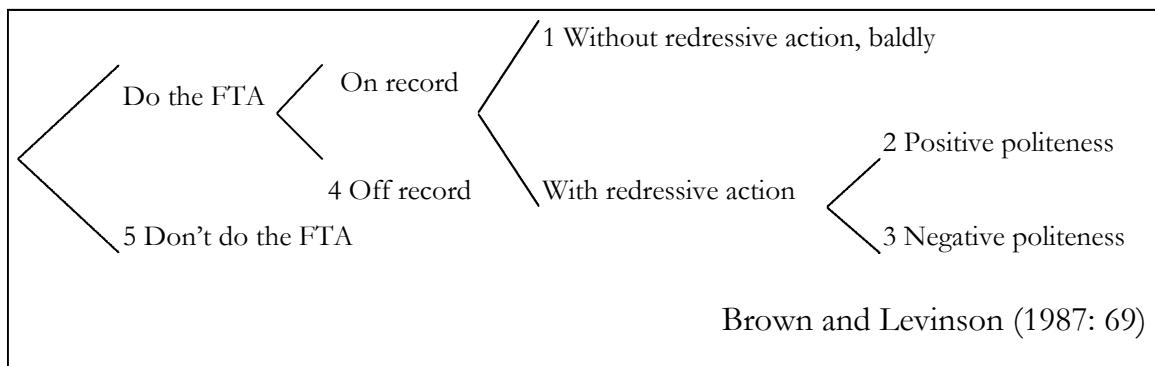 1 Without redressive action, baldly
On record
Do the FTA
2 Positive politeness
4 Off record
With redressive action
5 Don’t do the FTA
3 Negative politeness
Brown and Levinson (1987: 69)